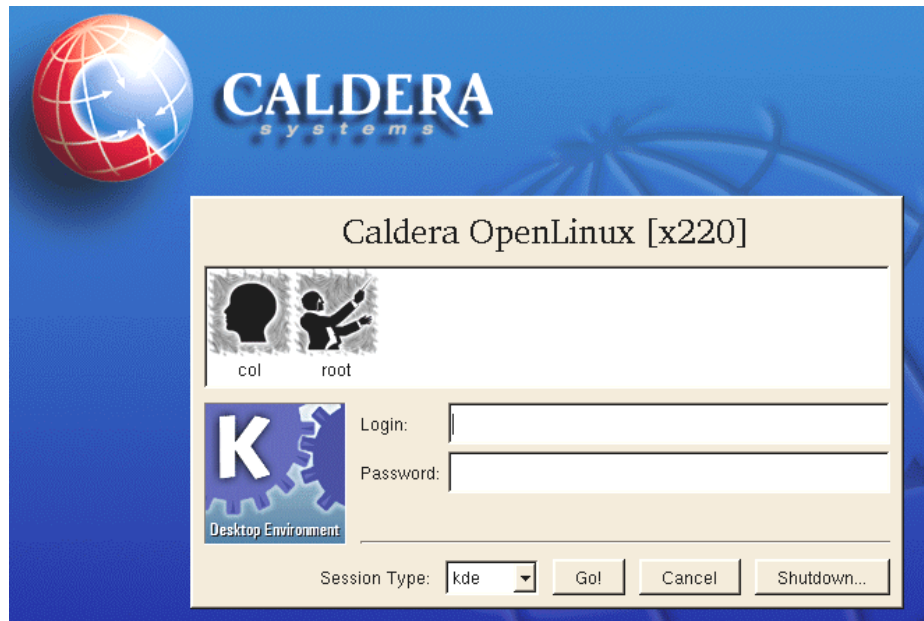 CALDERA
systems
Caldera OpenLinux [x220]
col root
Login:
K
Password:
Desktop Environment
Session Type: kde Go! Cancel Shutdown...